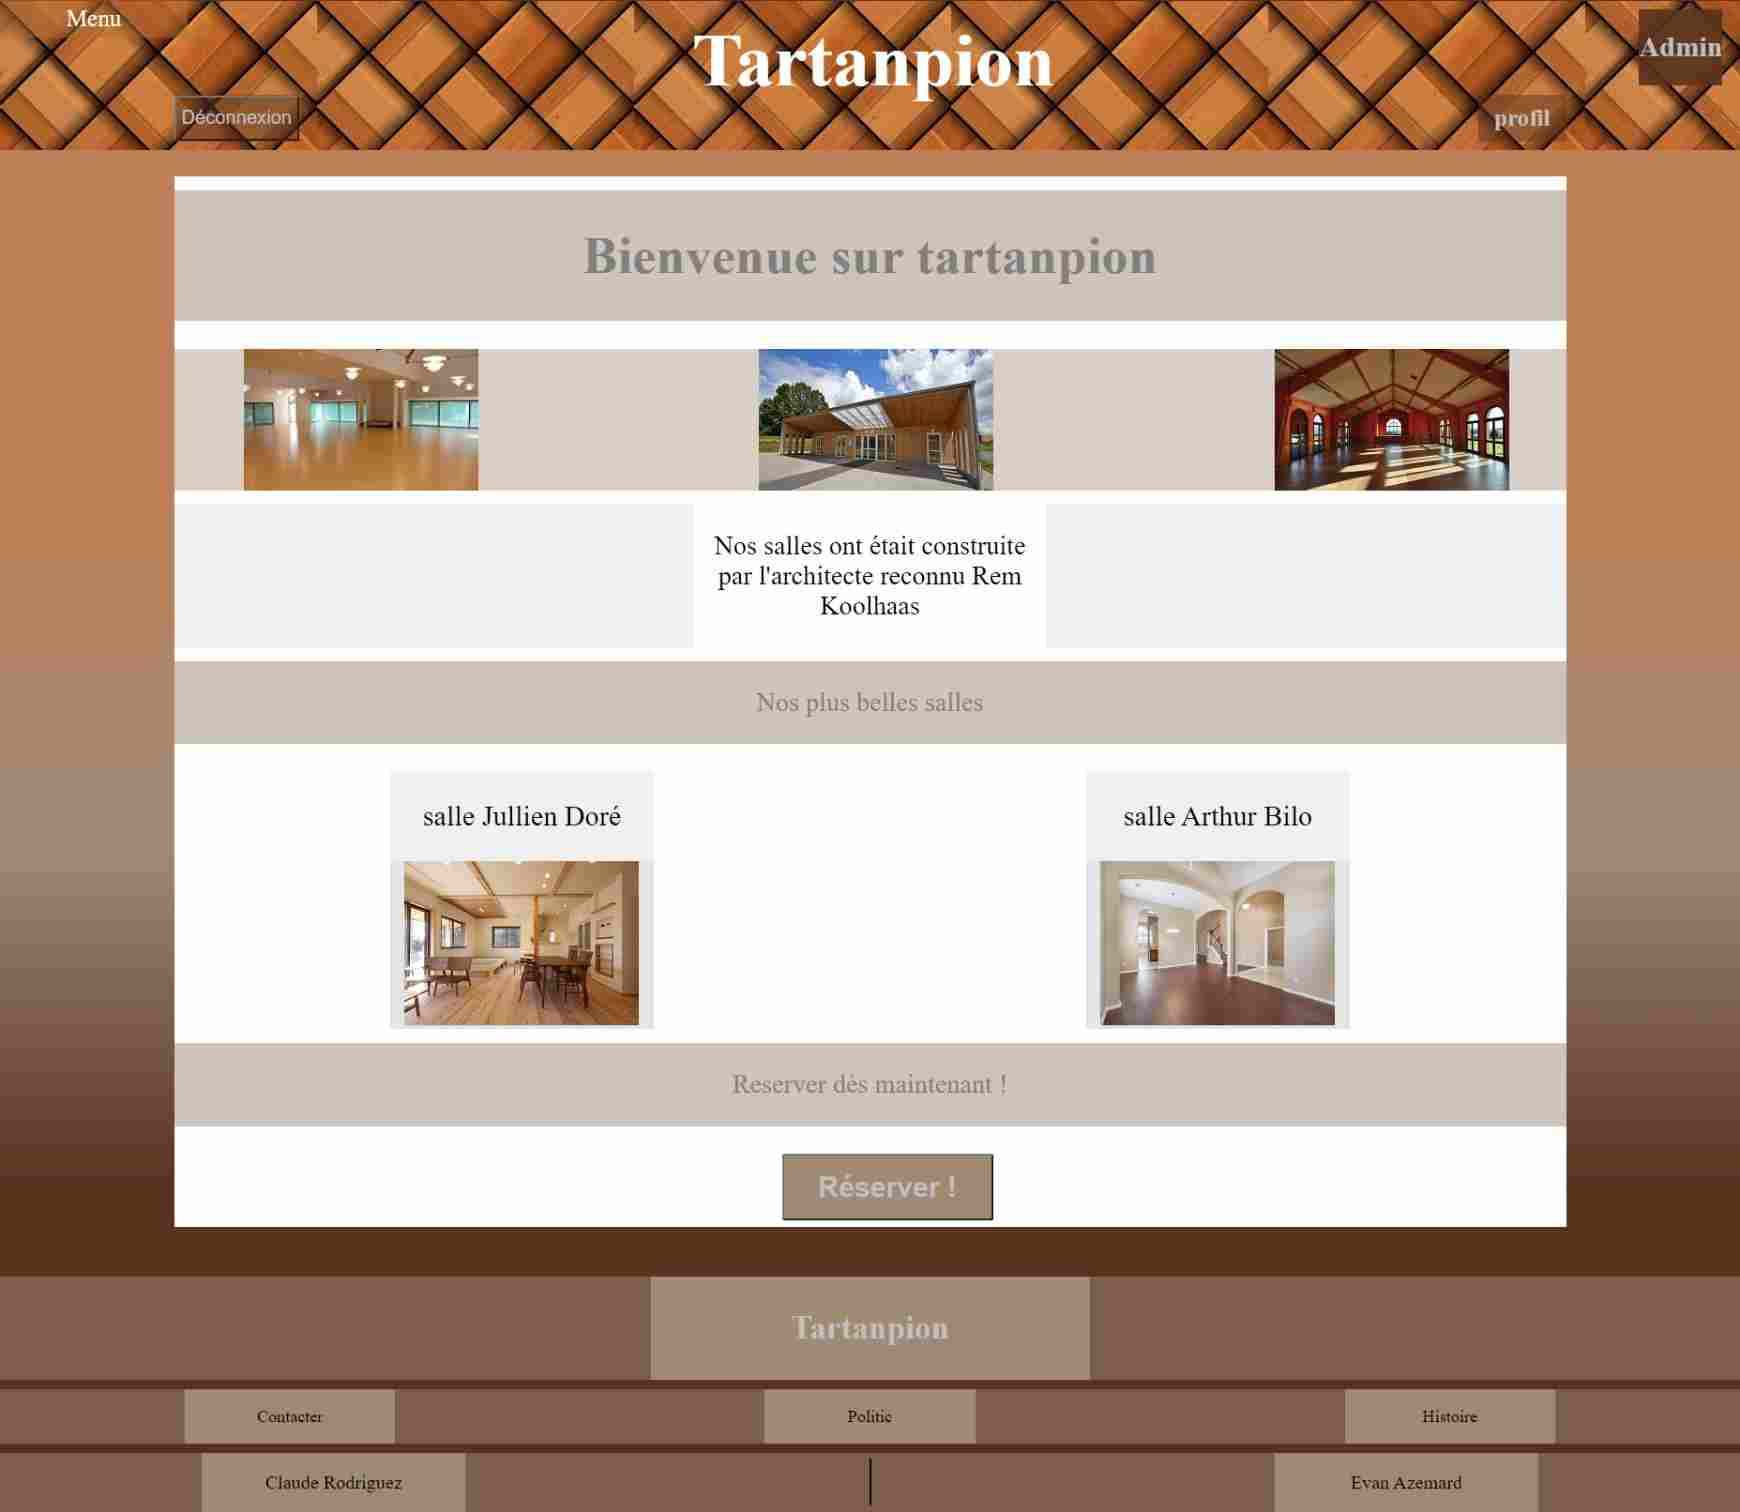 Menu
Tartanpion
Admin
Déconnexion
profil
Bienvenue sur tartanpion
Nos salles ont était construite
par l'architecte reconnu Rem
Koolhaas
Nos plus belles salles
salle Jullien Doré
salle Arthur Bilo
Reserver dès maintenant !
Réserver !
Tartanpion
Contacter
Politic
Histoire
Claude Rodriguez
Evan Azemard